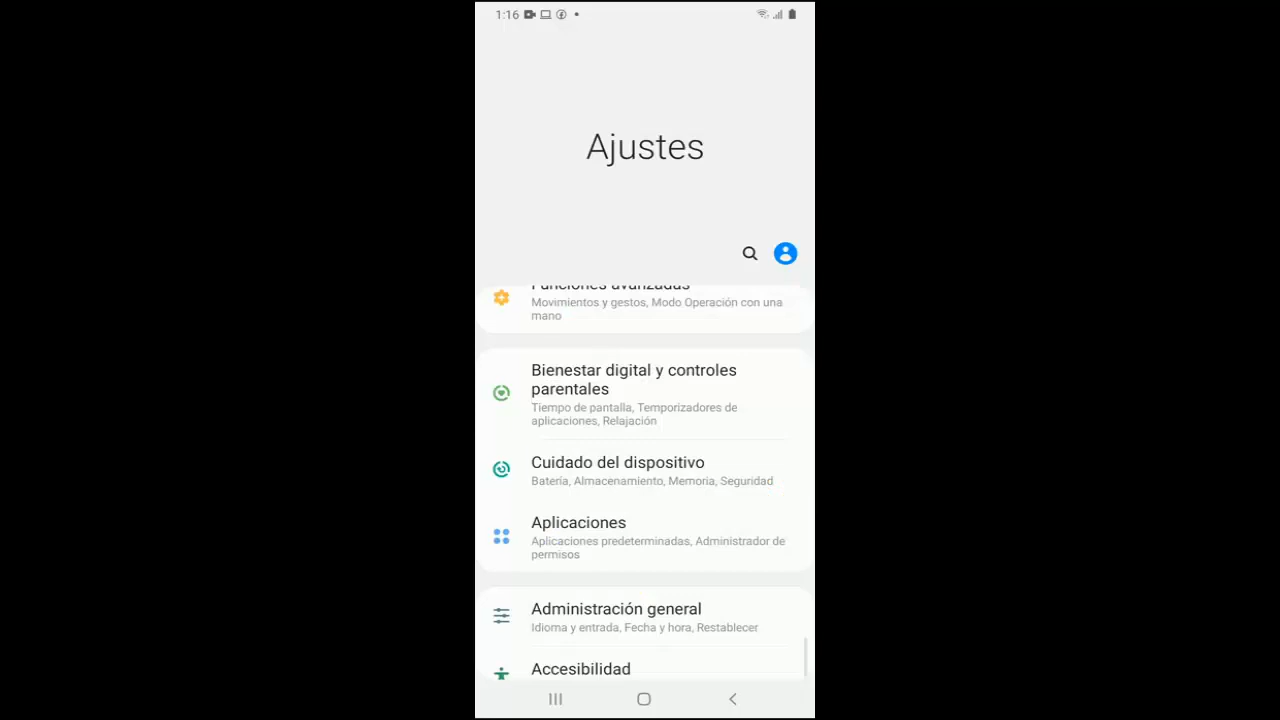 1:16
Ajustes
Funciones avanzadas
Movimientos y gestos, Modo Operación con una
mano
Bienestar digital y controles
parentales
Tiempo de pantalla, Temporizadores de
aplicaciones, Relajación
Cuidado del dispositivo
Batería, Almacenamiento, Memoria, Seguridad
Aplicaciones
Aplicaciones predeterminadas, Administrador de
permisos
Administración general
Idioma y entrada, Fecha y hora, Restablecer
Accesibilidad